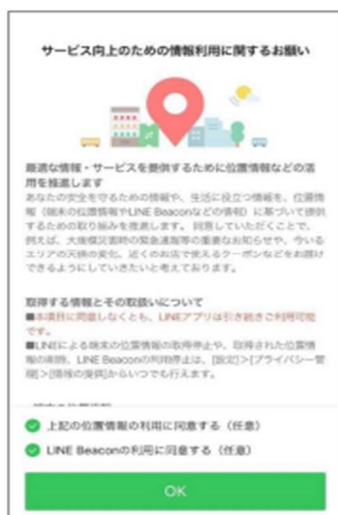 サービス向上のための情報利用に関するお願い
最適な情報・サービスを提供するために位置情報などの活
用を推進します
あなたの安全を守るための情報や、生活に役立つ情報を、位置情
報（端末の位置情報やLINE Beaconなどの情報）に基づいて提供
するための取り組みを推進します。同意していただくことで、
例えば、大規模災害時の緊急速報等の重要なお知らせや、今いる
エリアの天候の変化、近くのお店で使えるクーポンなどをお届け
できるようにしていきたいと考えております。
取得する情報とその取扱いについて
■本項目に同意しなくとも、LINEアプリは引き続きご利用可能
です。
■LINEによる端末の位置情報の取得停止や、取得された位置情
報の削除、LINE Beaconの利用停止は、[設定]>[プライバシー管
理]>[情報の提供]からいつでも行えます。
上記の位置情報の利用に同意する（任意）
LINE Beaconの利用に同意する（任意）
OK